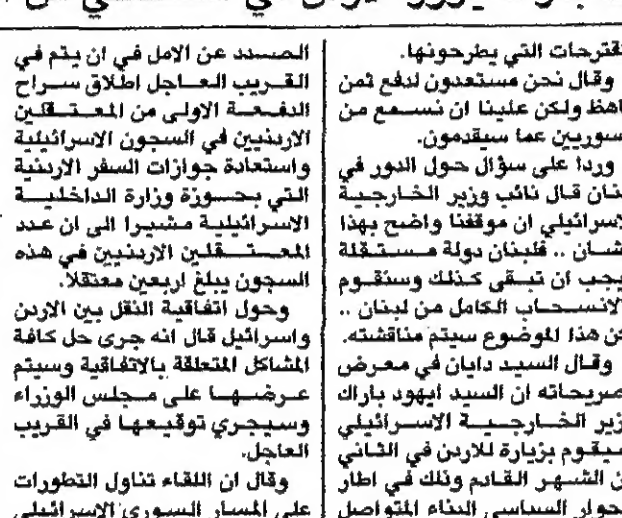 المقترحات التي يطرحونها.
وقال نحن مستعدون لدفع ثمن
باهظ ولكن علينا ان نسمع من
السوريين عما سيقدمون.
وردا على سؤال حول الدور في
لبنان قال نائب وزير الخارجية
الاسرائيلي ان موقفنا واضح بهذا
الشان .. فلبنان دولة مستقلة
ويجب ان تبقى كذلك وسنقوم
بالانسحاب الكامل من لبنان ..
لكن هذا الموضوع سيتم مناقشته.
وقال السيد دايان في معرض
تصريحاته ان السيد ايهود باراك
وزير الخارجية الاسرائيلي
سيقوم بزيارة للاردن في الثاني
من الشهر القادم وذلك في اطار
الحوار السياسي البناء المتواصل
الصدد عن الامل في ان يتم في
القريب العاجل اطلاق سراح
الدفعة الاولى من المعتقلين
الاردنيين في السجون الاسرائيلية
واستعادة جوازات السفر الاردنية
التي بحوزة وزارة الداخلية
الاسرائيلية مشيرا الى ان عدد
المعتقلين الاردنيين في هذه
السجون يبلغ اربعين معتقلا.
وحول اتفاقية النقل بين الاردن
واسرائيل قال انه جرى حل كافة
المشاكل المتعلقة بالاتفاقية وسيتم
عرضها على مجلس الوزراء
وسيجري توقيعها في القريب
العاجل.
وقال ان اللقاء تناول التطورات
على المسار السوري الاسرائيلي